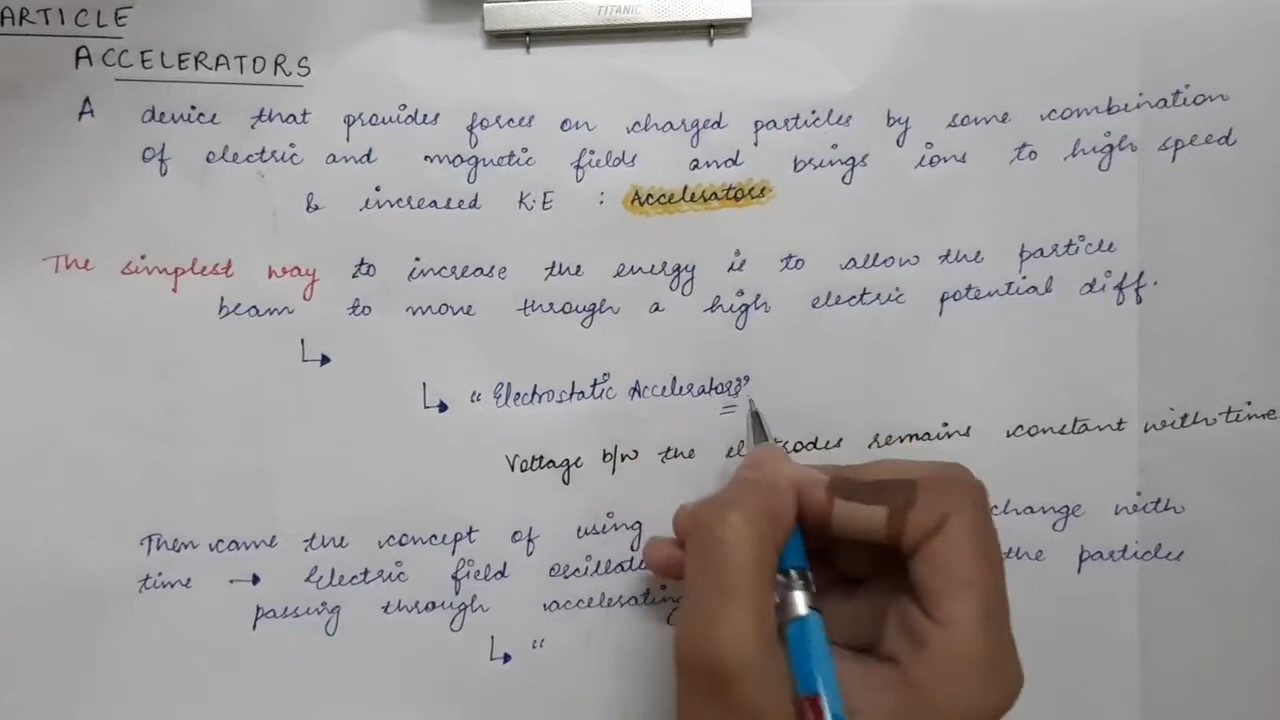 TITANIC
ARTICLE
ACCELERATORS
A device that provides forces on charged particles by some combination
of electric and magnetic fields and brings ions to high speed
& increased K.E : Accelerators
The simplest way to increase the energy is to allow the particle
beam to move through a high electric potential diff.
↳
↳ "Electrostatic Accelerators"
Voltage b/w the remains constant with time
Then came the concept of using change with
time → Electric field the particles
passing through accelerating
↳ "